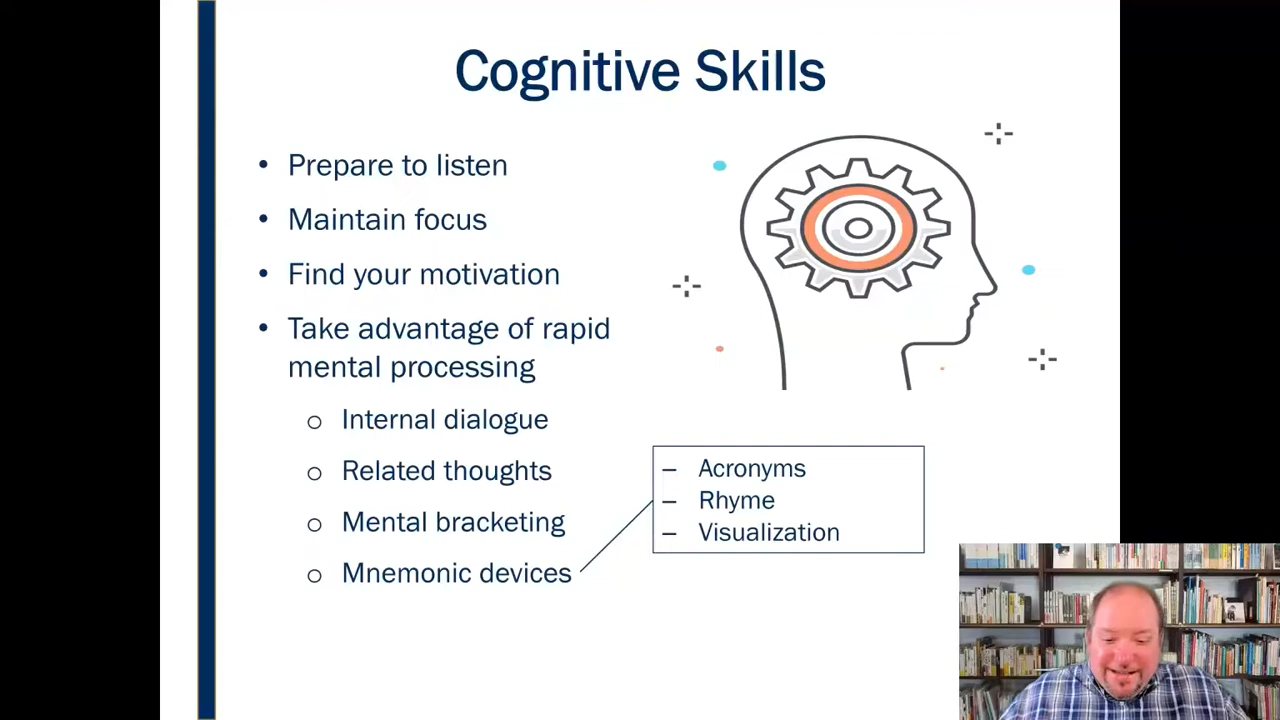 Cognitive Skills
• Prepare to listen
• Maintain focus
• Find your motivation
• Take advantage of rapid
mental processing
o Internal dialogue
o Related thoughts
o Mental bracketing
o Mnemonic devices
– Acronyms
– Rhyme
– Visualization